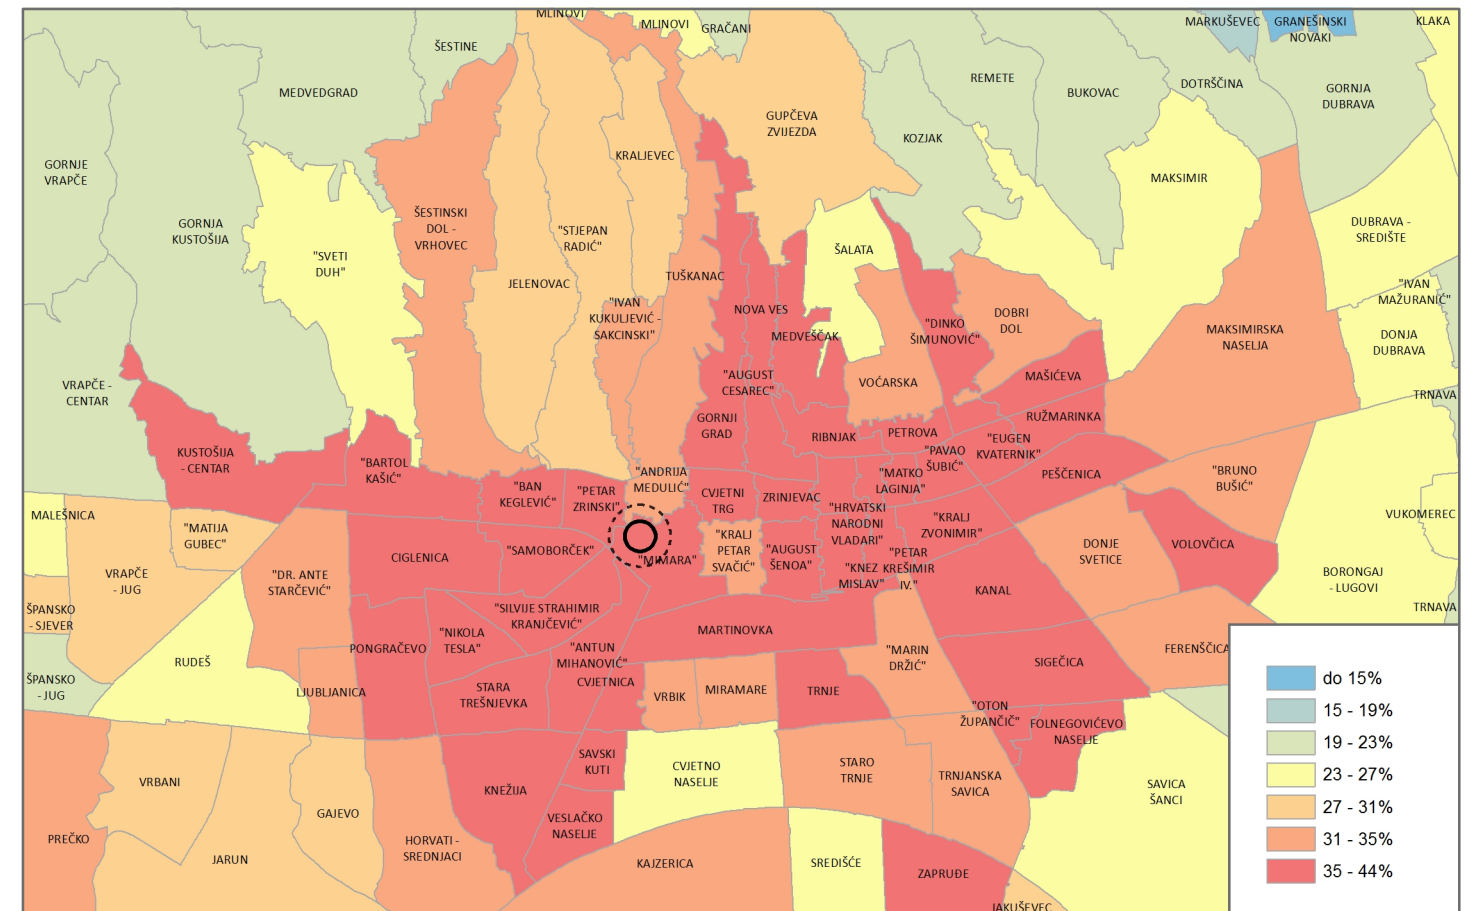 MLINOVI
MLINOVI
GRAČANI
MARKUŠEVEC
GRANEŠINSKI
NOVAKI
KLAKA
ŠESTINE
MEDVEDGRAD
REMETE
BUKOVAC
DOTRŠČINA
GORNJA
DUBRAVA
GUPČEVA
ZVIJEZDA
KOZJAK
KRALJEVEC
GORNJE
VRAPČE
MAKSIMIR
ŠESTINSKI
DOL -
VRHOVEC
GORNJA
KUSTOŠIJA
"STJEPAN
RADIĆ"
DUBRAVA -
SREDIŠTE
ŠALATA
"SVETI
DUH"
TUŠKANAC
JELENOVAC
"IVAN
MAŽURANIĆ"
"IVAN
KUKULJEVIĆ -
SAKCINSKI"
NOVA VES
MEDVEŠČAK
"DINKO
ŠIMUNOVIĆ"
DOBRI
DOL
MAKSIMIRSKA
NASELJA
DONJA
DUBRAVA
VRAPČE -
CENTAR
"AUGUST
CESAREC"
VOĆARSKA
MAŠIĆEVA
TRNAVA
GORNJI
GRAD
RIBNJAK
PETROVA
RUŽMARINKA
"EUGEN
KVATERNIK"
KUSTOŠIJA
- CENTAR
"BARTOL
KAŠIĆ"
"PAVAO
ŠUBIĆ"
PEŠČENICA
"BRUNO
BUŠIĆ"
"ANDRIJA
MEDULIĆ"
"MATKO
LAGINJA"
"BAN
KEGLEVIĆ"
"PETAR
ZRINSKI"
CVJETNI
TRG
ZRINJEVAC
MALEŠNICA
"MATIJA
GUBEC"
"HRVATSKI
NARODNI
VLADARI"
"KRALJ
ZVONIMIR"
VUKOMEREC
CIGLENICA
"SAMOBORČEK"
"MIMARA"
"KRALJ
PETAR
SVAČIĆ"
"AUGUST
ŠENOA"
"KNEZ
MISLAV"
"PETAR
KREŠIMIR
IV."
DONJE
SVETICE
VOLOVČICA
VRAPČE
- JUG
"DR. ANTE
STARČEVIĆ"
KANAL
BORONGAJ
- LUGOVI
TRNAVA
ŠPANSKO
- SJEVER
"SILVIJE STRAHIMIR
KRANJČEVIĆ"
MARTINOVKA
PONGRAČEVO
"NIKOLA
TESLA"
"ANTUN
MIHANOVIĆ"
CVJETNICA
"MARIN
DRŽIĆ"
SIGEČICA
FERENŠČICA
RUDEŠ
ŠPANSKO
- JUG
LJUBLJANICA
STARA
TREŠNJEVKA
VRBIK
MIRAMARE
TRNJE
"OTON
ŽUPANČIČ"
FOLNEGOVIĆEVO
NASELJE
VRBANI
KNEŽIJA
SAVSKI
KUTI
CVJETNO
NASELJE
STARO
TRNJE
TRNJANSKA
SAVICA
SAVICA
ŠANCI
GAJEVO
VESLAČKO
NASELJE
PREČKO
JARUN
HORVATI -
SREDNJACI
KAJZERICA
SREDIŠĆE
ZAPRUĐE
JAKUŠEVEC
do 15%
15 - 19%
19 - 23%
23 - 27%
27 - 31%
31 - 35%
35 - 44%